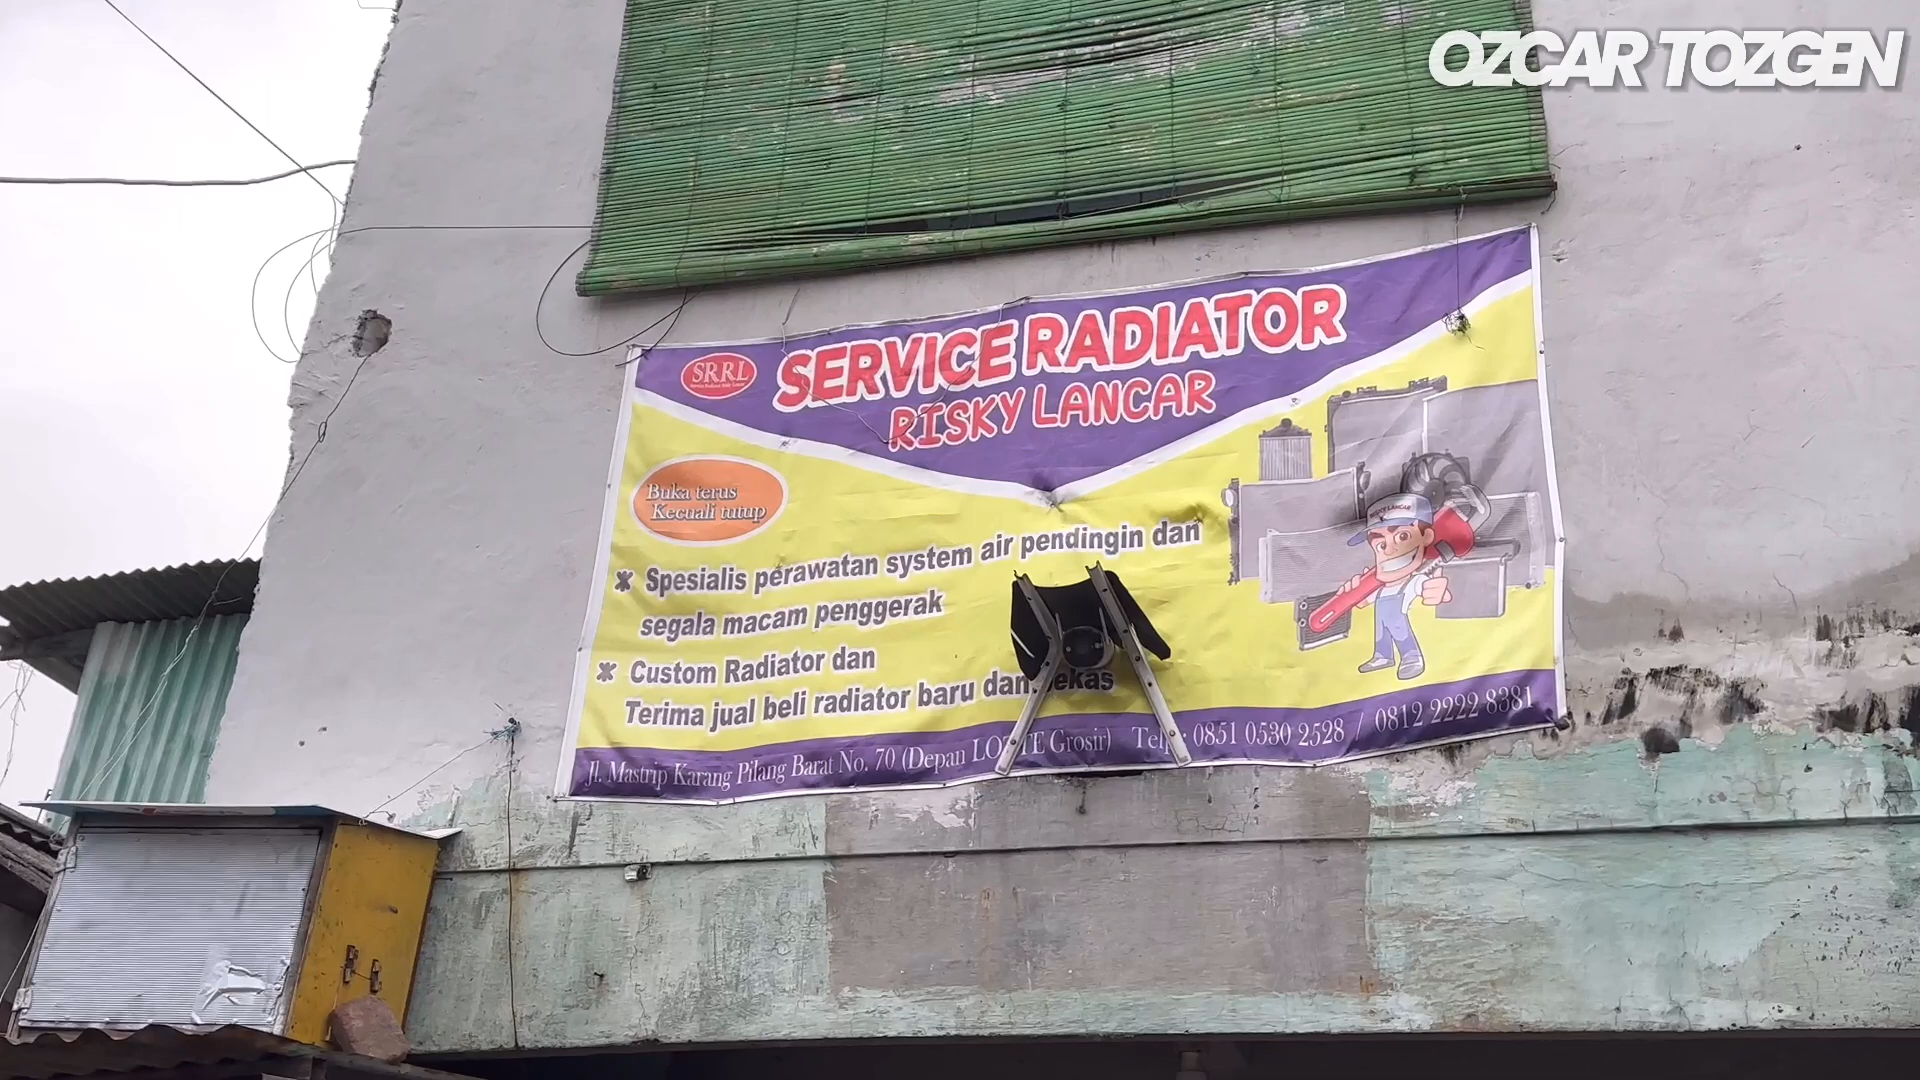 OZCAR TOZGEN
SRRL
SERVICE RADIATOR
RISKY LANCAR
Buka terus
Kecuali tutup
Spesialis perawatan system air pendingin dan
segala macam penggerak
Custom Radiator dan
Terima jual beli radiator baru dan bekas
Jl. Mastrip Karang Pilang Barat No. 70 (Depan LOTTE Grosir) Telp : 0851 0530 2528 / 0812 2222 8381